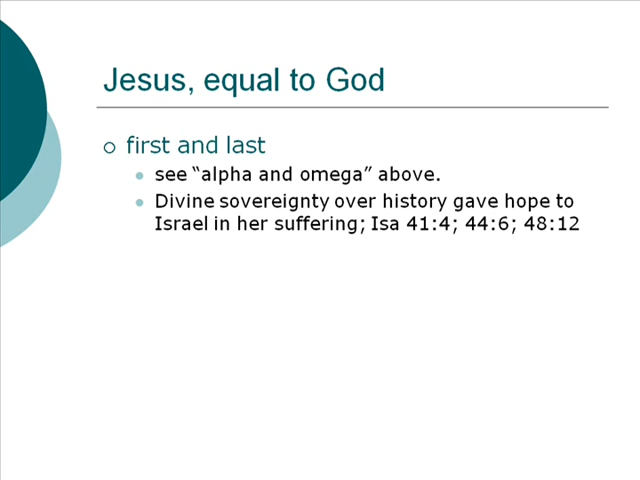 Jesus, equal to God
first and last
see “alpha and omega” above.
Divine sovereignty over history gave hope to
Israel in her suffering; Isa 41:4; 44:6; 48:12